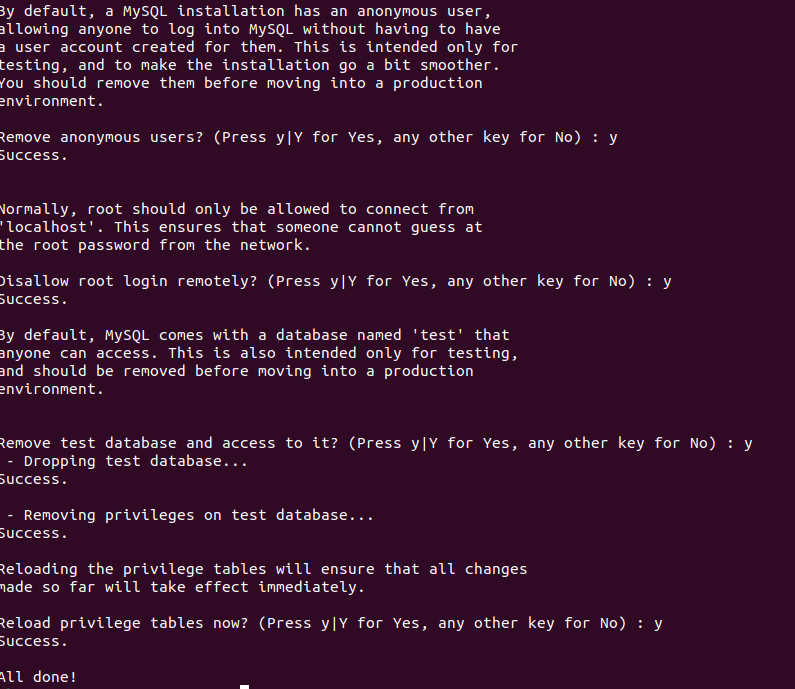 By default, a MySQL installation has an anonymous user,
allowing anyone to log into MySQL without having to have
a user account created for them. This is intended only for
testing, and to make the installation go a bit smoother.
You should remove them before moving into a production
environment.
Remove anonymous users? (Press y|Y for Yes, any other key for No) : y
Success.
Normally, root should only be allowed to connect from
'localhost'. This ensures that someone cannot guess at
the root password from the network.
Disallow root login remotely? (Press y|Y for Yes, any other key for No) : y
Success.
By default, MySQL comes with a database named 'test' that
anyone can access. This is also intended only for testing,
and should be removed before moving into a production
environment.
Remove test database and access to it? (Press y|Y for Yes, any other key for No) : y
- Dropping test database...
Success.
- Removing privileges on test database...
Success.
Reloading the privilege tables will ensure that all changes
made so far will take effect immediately.
Reload privilege tables now? (Press y|Y for Yes, any other key for No) : y
Success.
All done!